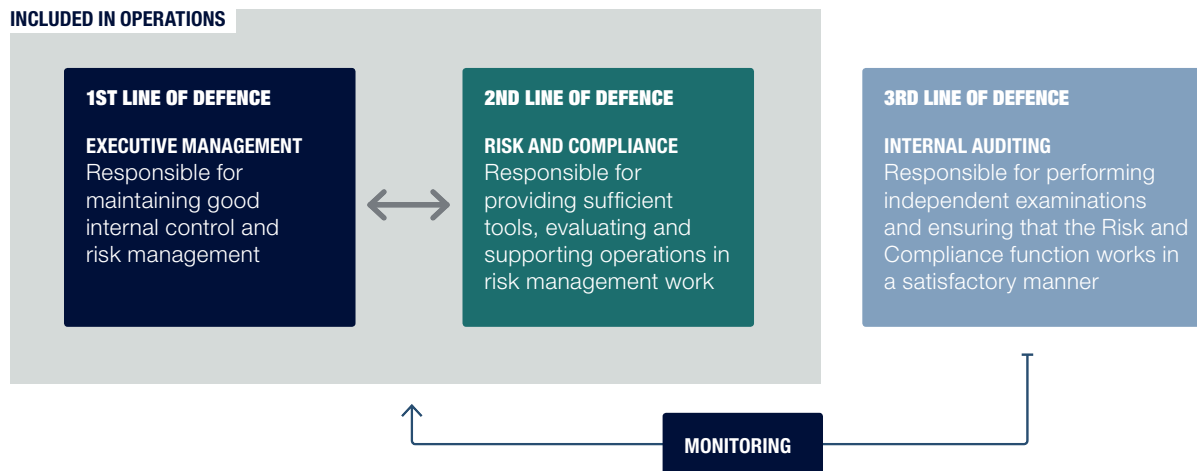 INCLUDED IN OPERATIONS
1ST LINE OF DEFENCE
EXECUTIVE MANAGEMENT
Responsible for
maintaining good
internal control and
risk management
2ND LINE OF DEFENCE
RISK AND COMPLIANCE
Responsible for
providing sufficient
tools, evaluating and
supporting operations in
risk management work
3RD LINE OF DEFENCE
INTERNAL AUDITING
Responsible for performing
independent examinations
and ensuring that the Risk and
Compliance function works in
a satisfactory manner
MONITORING